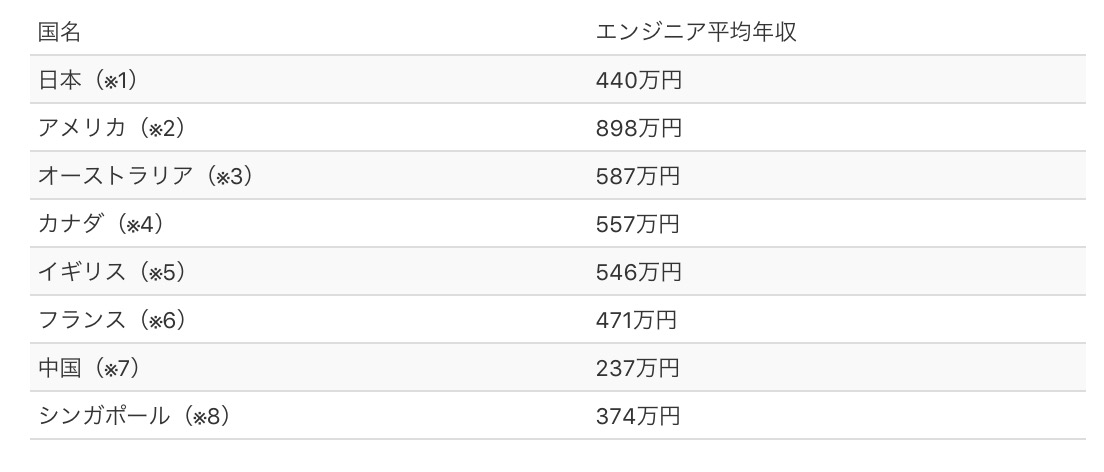 国名 エンジニア平均年収
日本（※1） 440万円
アメリカ（※2） 898万円
オーストラリア（※3） 587万円
カナダ（※4） 557万円
イギリス（※5） 546万円
フランス（※6） 471万円
中国（※7） 237万円
シンガポール（※8） 374万円